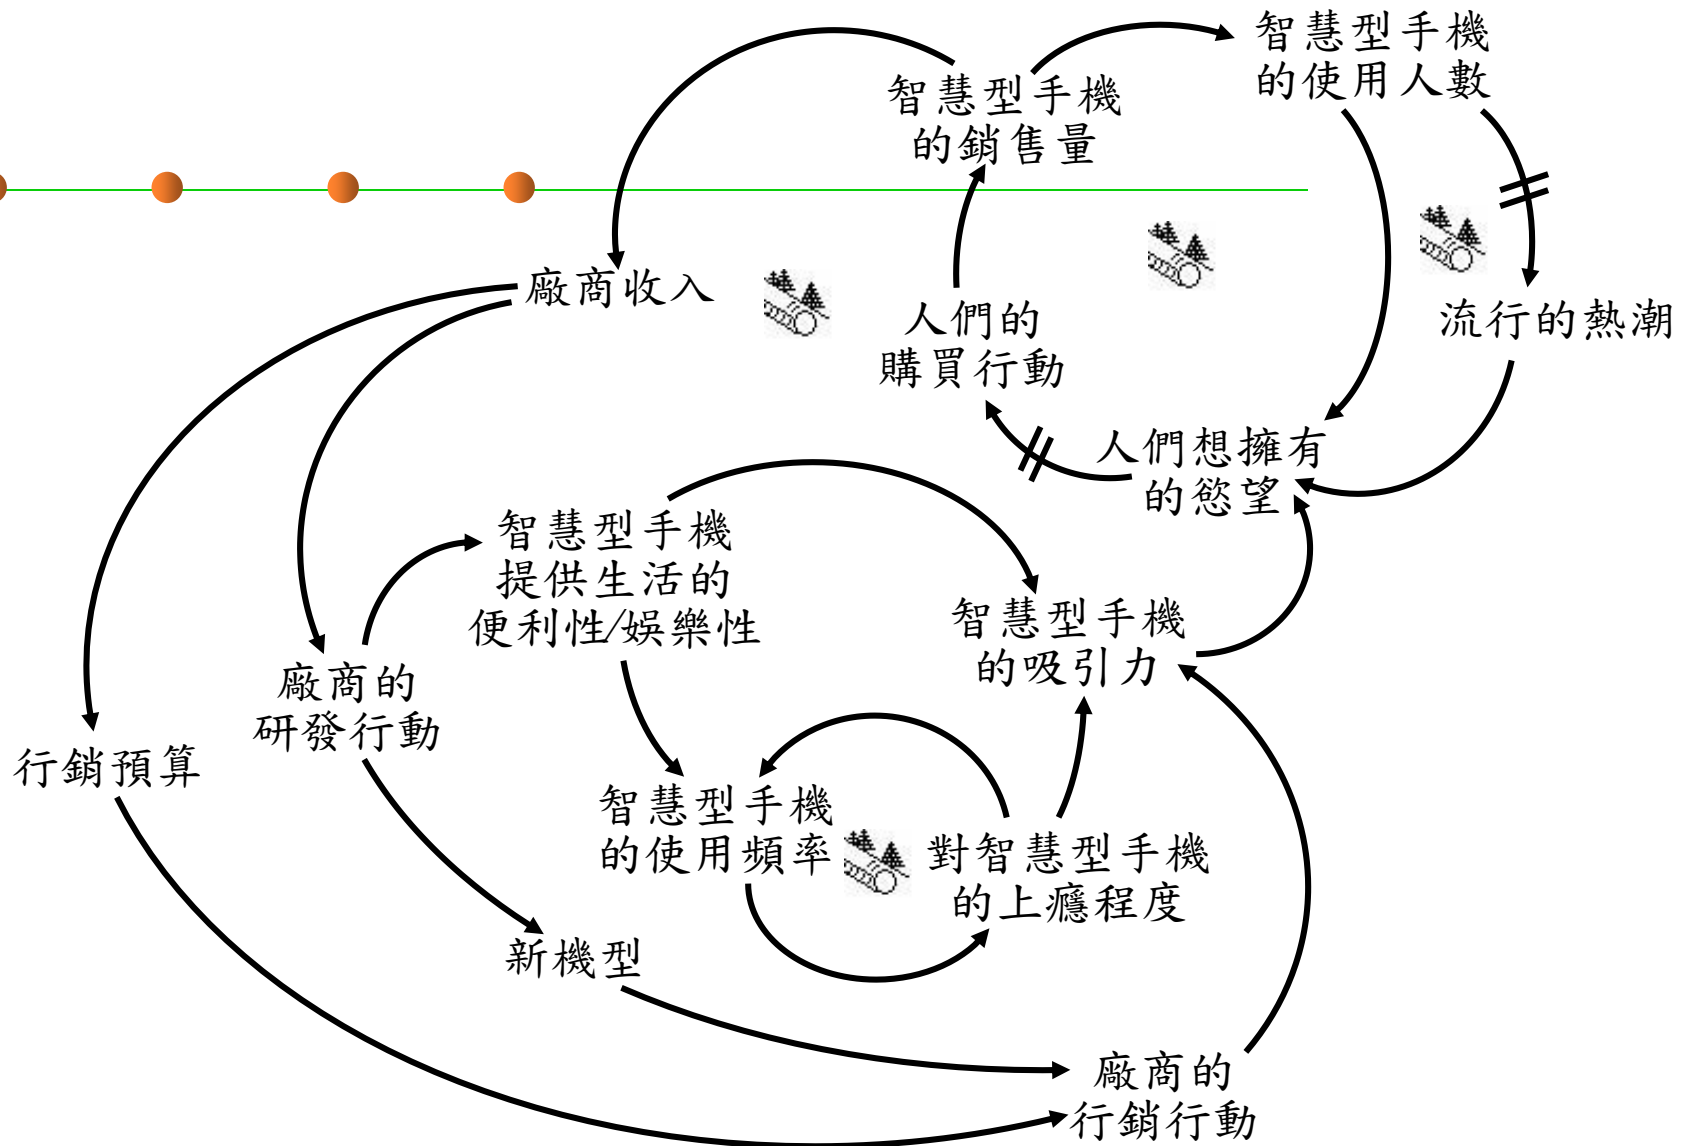 智慧型手機
的使用人數
智慧型手機
的銷售量
廠商收入
人們的
購買行動
流行的熱潮
人們想擁有
的慾望
智慧型手機
提供生活的
便利性/娛樂性
智慧型手機
的吸引力
廠商的
研發行動
行銷預算
智慧型手機
的使用頻率
對智慧型手機
的上癮程度
新機型
廠商的
行銷行動